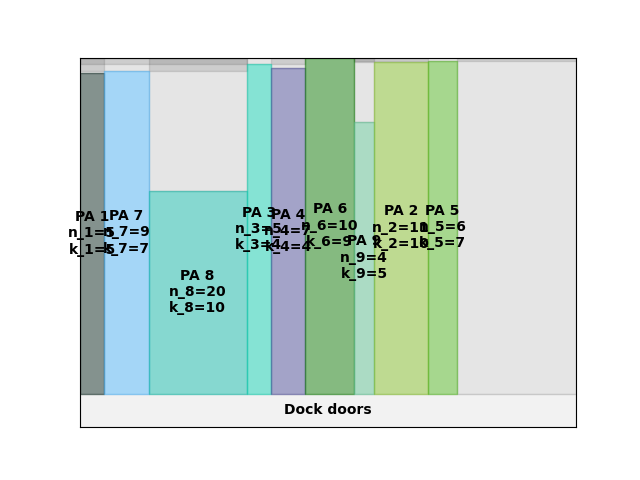 PA 1
n_1=5
k_1=5
PA 7
n_7=9
k_7=7
PA 8
n_8=20
k_8=10
PA 3
n_3=5
k_3=4
PA 4
n_4=7
k_4=4
PA 6
n_6=10
k_6=9
PA 9
n_9=4
k_9=5
PA 2
n_2=11
k_2=10
PA 5
n_5=6
k_5=7
Dock doors